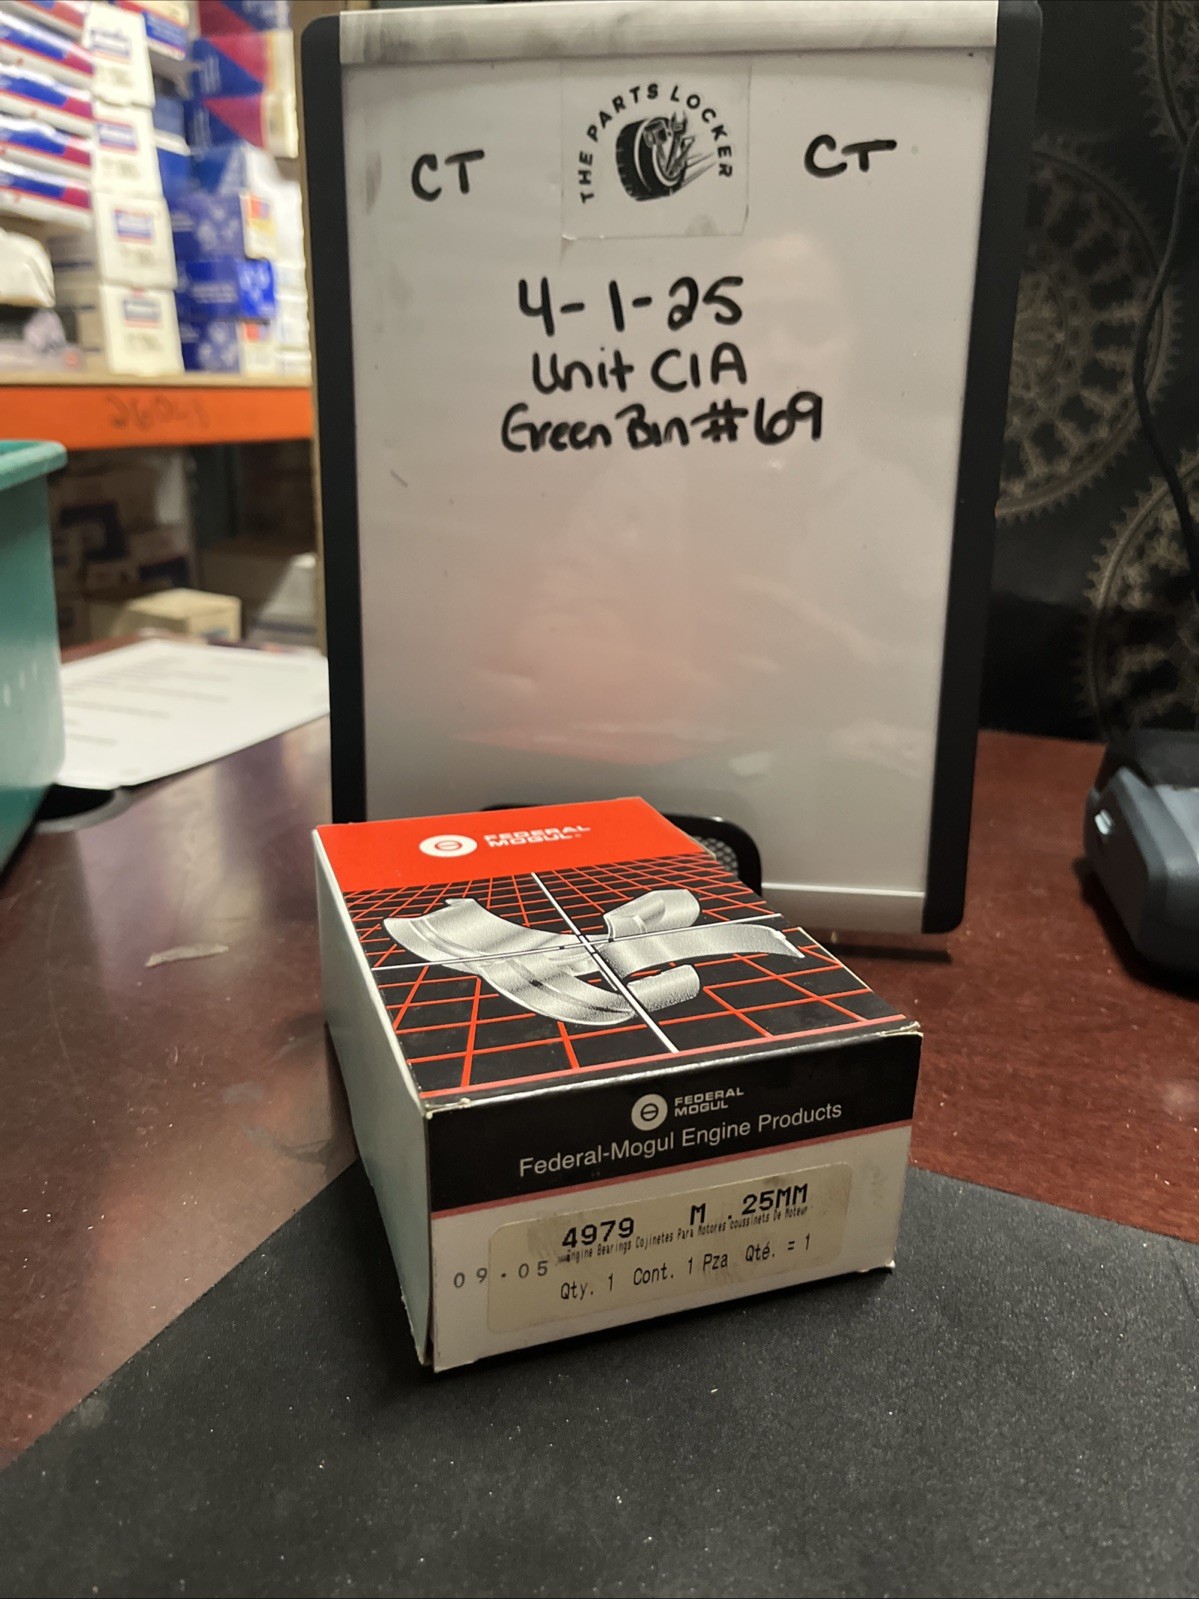 THE PARTS LOCKER
CT CT
4-1-25
Unit C1A
Green Bin #69
26041
FEDERAL
MOGUL
FEDERAL
MOGUL
Federal-Mogul Engine Products
4979 M .25MM
Engine Bearings Cojinetes Para Motores Coussinets De Moteur
09.05
Qty. 1 Cont. 1 Pza Qté. = 1